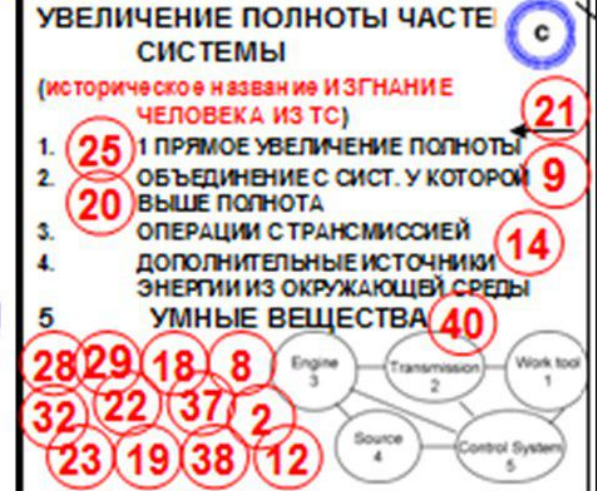 УВЕЛИЧЕНИЕ ПОЛНОТЫ ЧАСТЕ
СИСТЕМЫ
с
(историческое название ИЗГНАНИЕ
ЧЕЛОВЕКА ИЗ ТС)
21
1. 25 1 ПРЯМОЕ УВЕЛИЧЕНИЕ ПОЛНОТЫ
2. ОБЪЕДИНЕНИЕ С СИСТ. У КОТОРОЙ 9
20 ВЫШЕ ПОЛНОТА
3. ОПЕРАЦИИ С ТРАНСМИССИЕЙ 14
4. ДОПОЛНИТЕЛЬНЫЕ ИСТОЧНИКИ
ЭНЕРГИИ ИЗ ОКРУЖАЮЩЕЙ СРЕДЫ
5 УМНЫЕ ВЕЩЕСТВА 40
28 29 18 8
32 22 37 2
23 19 38 12
Engine
3
Transmission
2
Work tool
1
Source
4
Control System
5